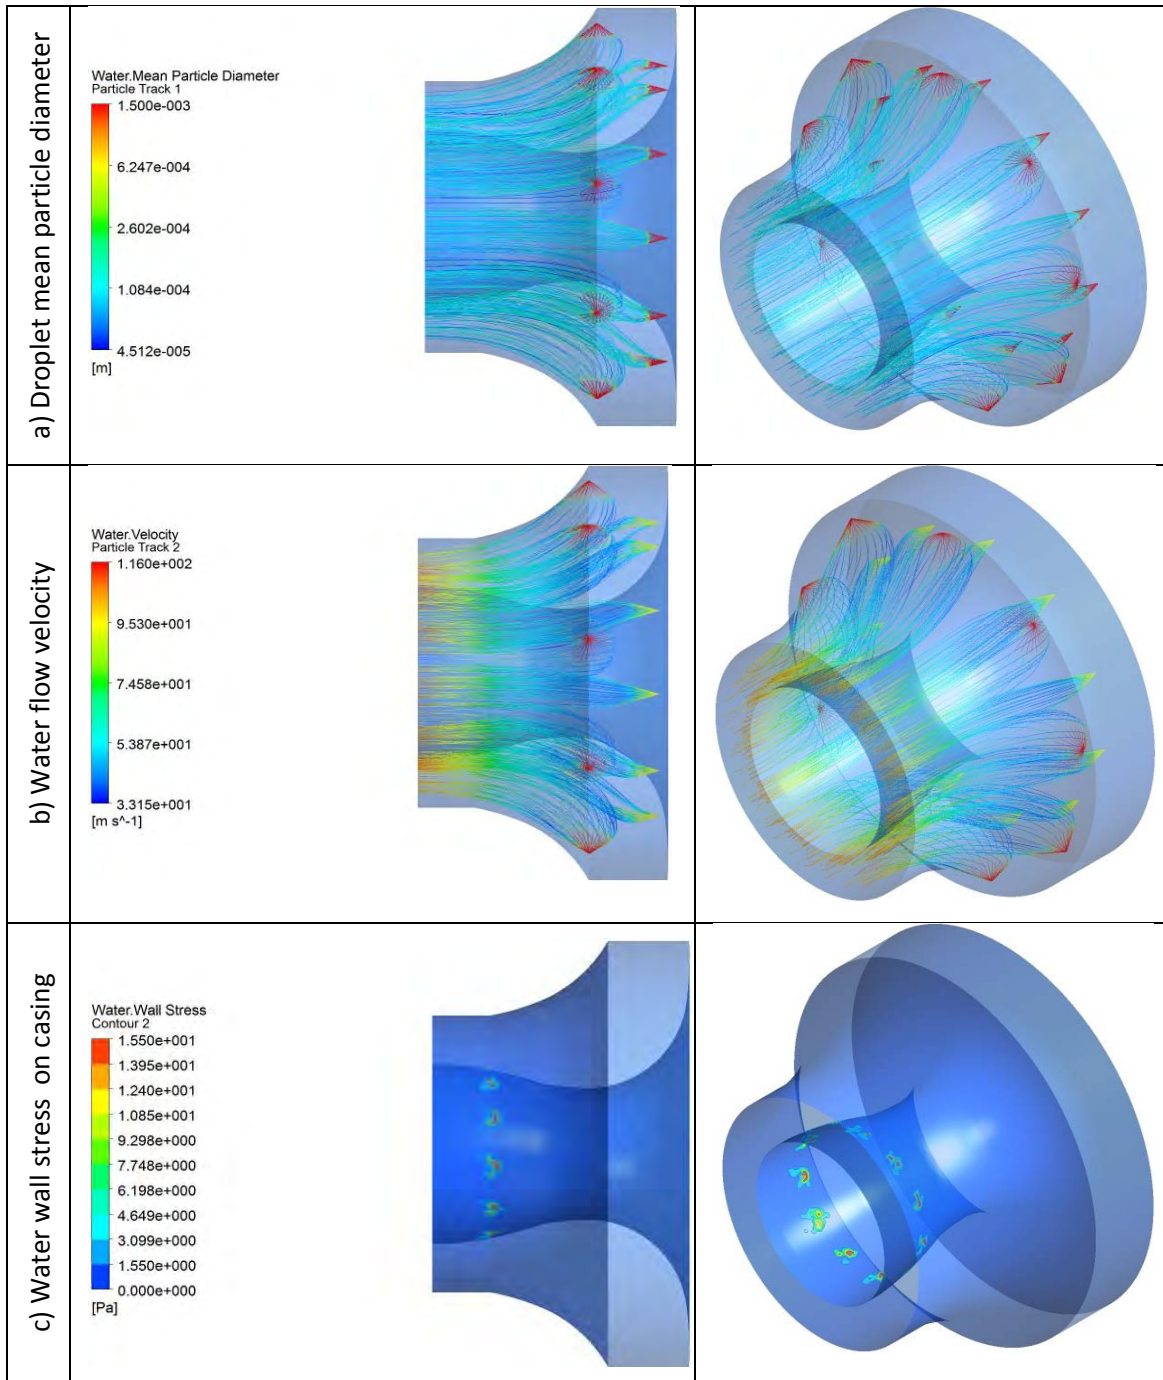 a) Droplet mean particle diameter
Water.Mean Particle Diameter
Particle Track 1
1.500e-003
6.247e-004
2.602e-004
1.084e-004
4.512e-005
[m]
b) Water flow velocity
Water.Velocity
Particle Track 2
1.160e+002
9.530e+001
7.458e+001
5.387e+001
3.315e+001
[m s^-1]
c) Water wall stress on casing
Water.Wall Stress
Contour 2
1.550e+001
1.395e+001
1.240e+001
1.085e+001
9.298e+000
7.748e+000
6.198e+000
4.649e+000
3.099e+000
1.550e+000
0.000e+000
[Pa]